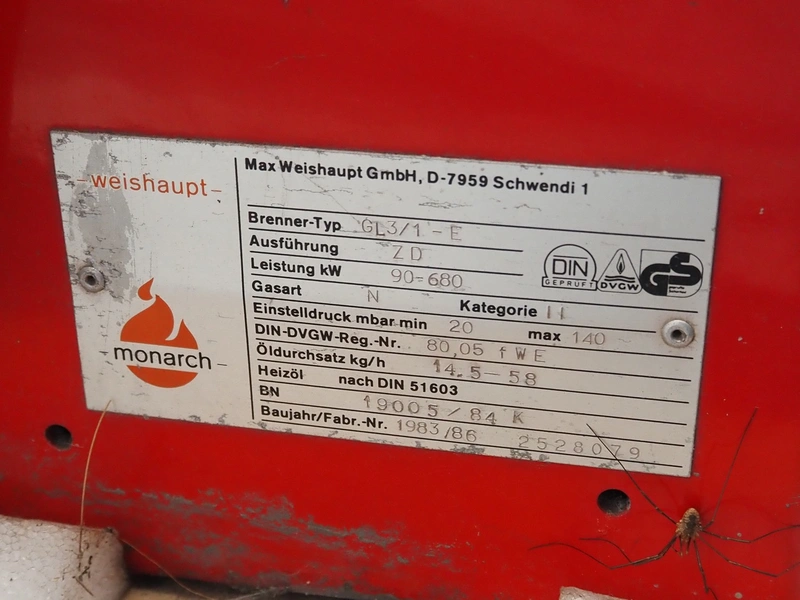 -weishaupt-
monarch-
Max Weishaupt GmbH, D-7959 Schwendi 1
Brenner-Typ GL3/1-E
Ausführung ZD
Leistung kW 90-680
Gasart N Kategorie II
Einstelldruck mbar min 20 max 140
DIN-DVGW-Reg.-Nr. 80,05 fWE
Öldurchsatz kg/h 14,5-58
Heizöl nach DIN 51603
BN 19005/84 K
Baujahr/Fabr.-Nr. 1983/86 2528079
DIN
GEPRÜFT
DVGW
GS